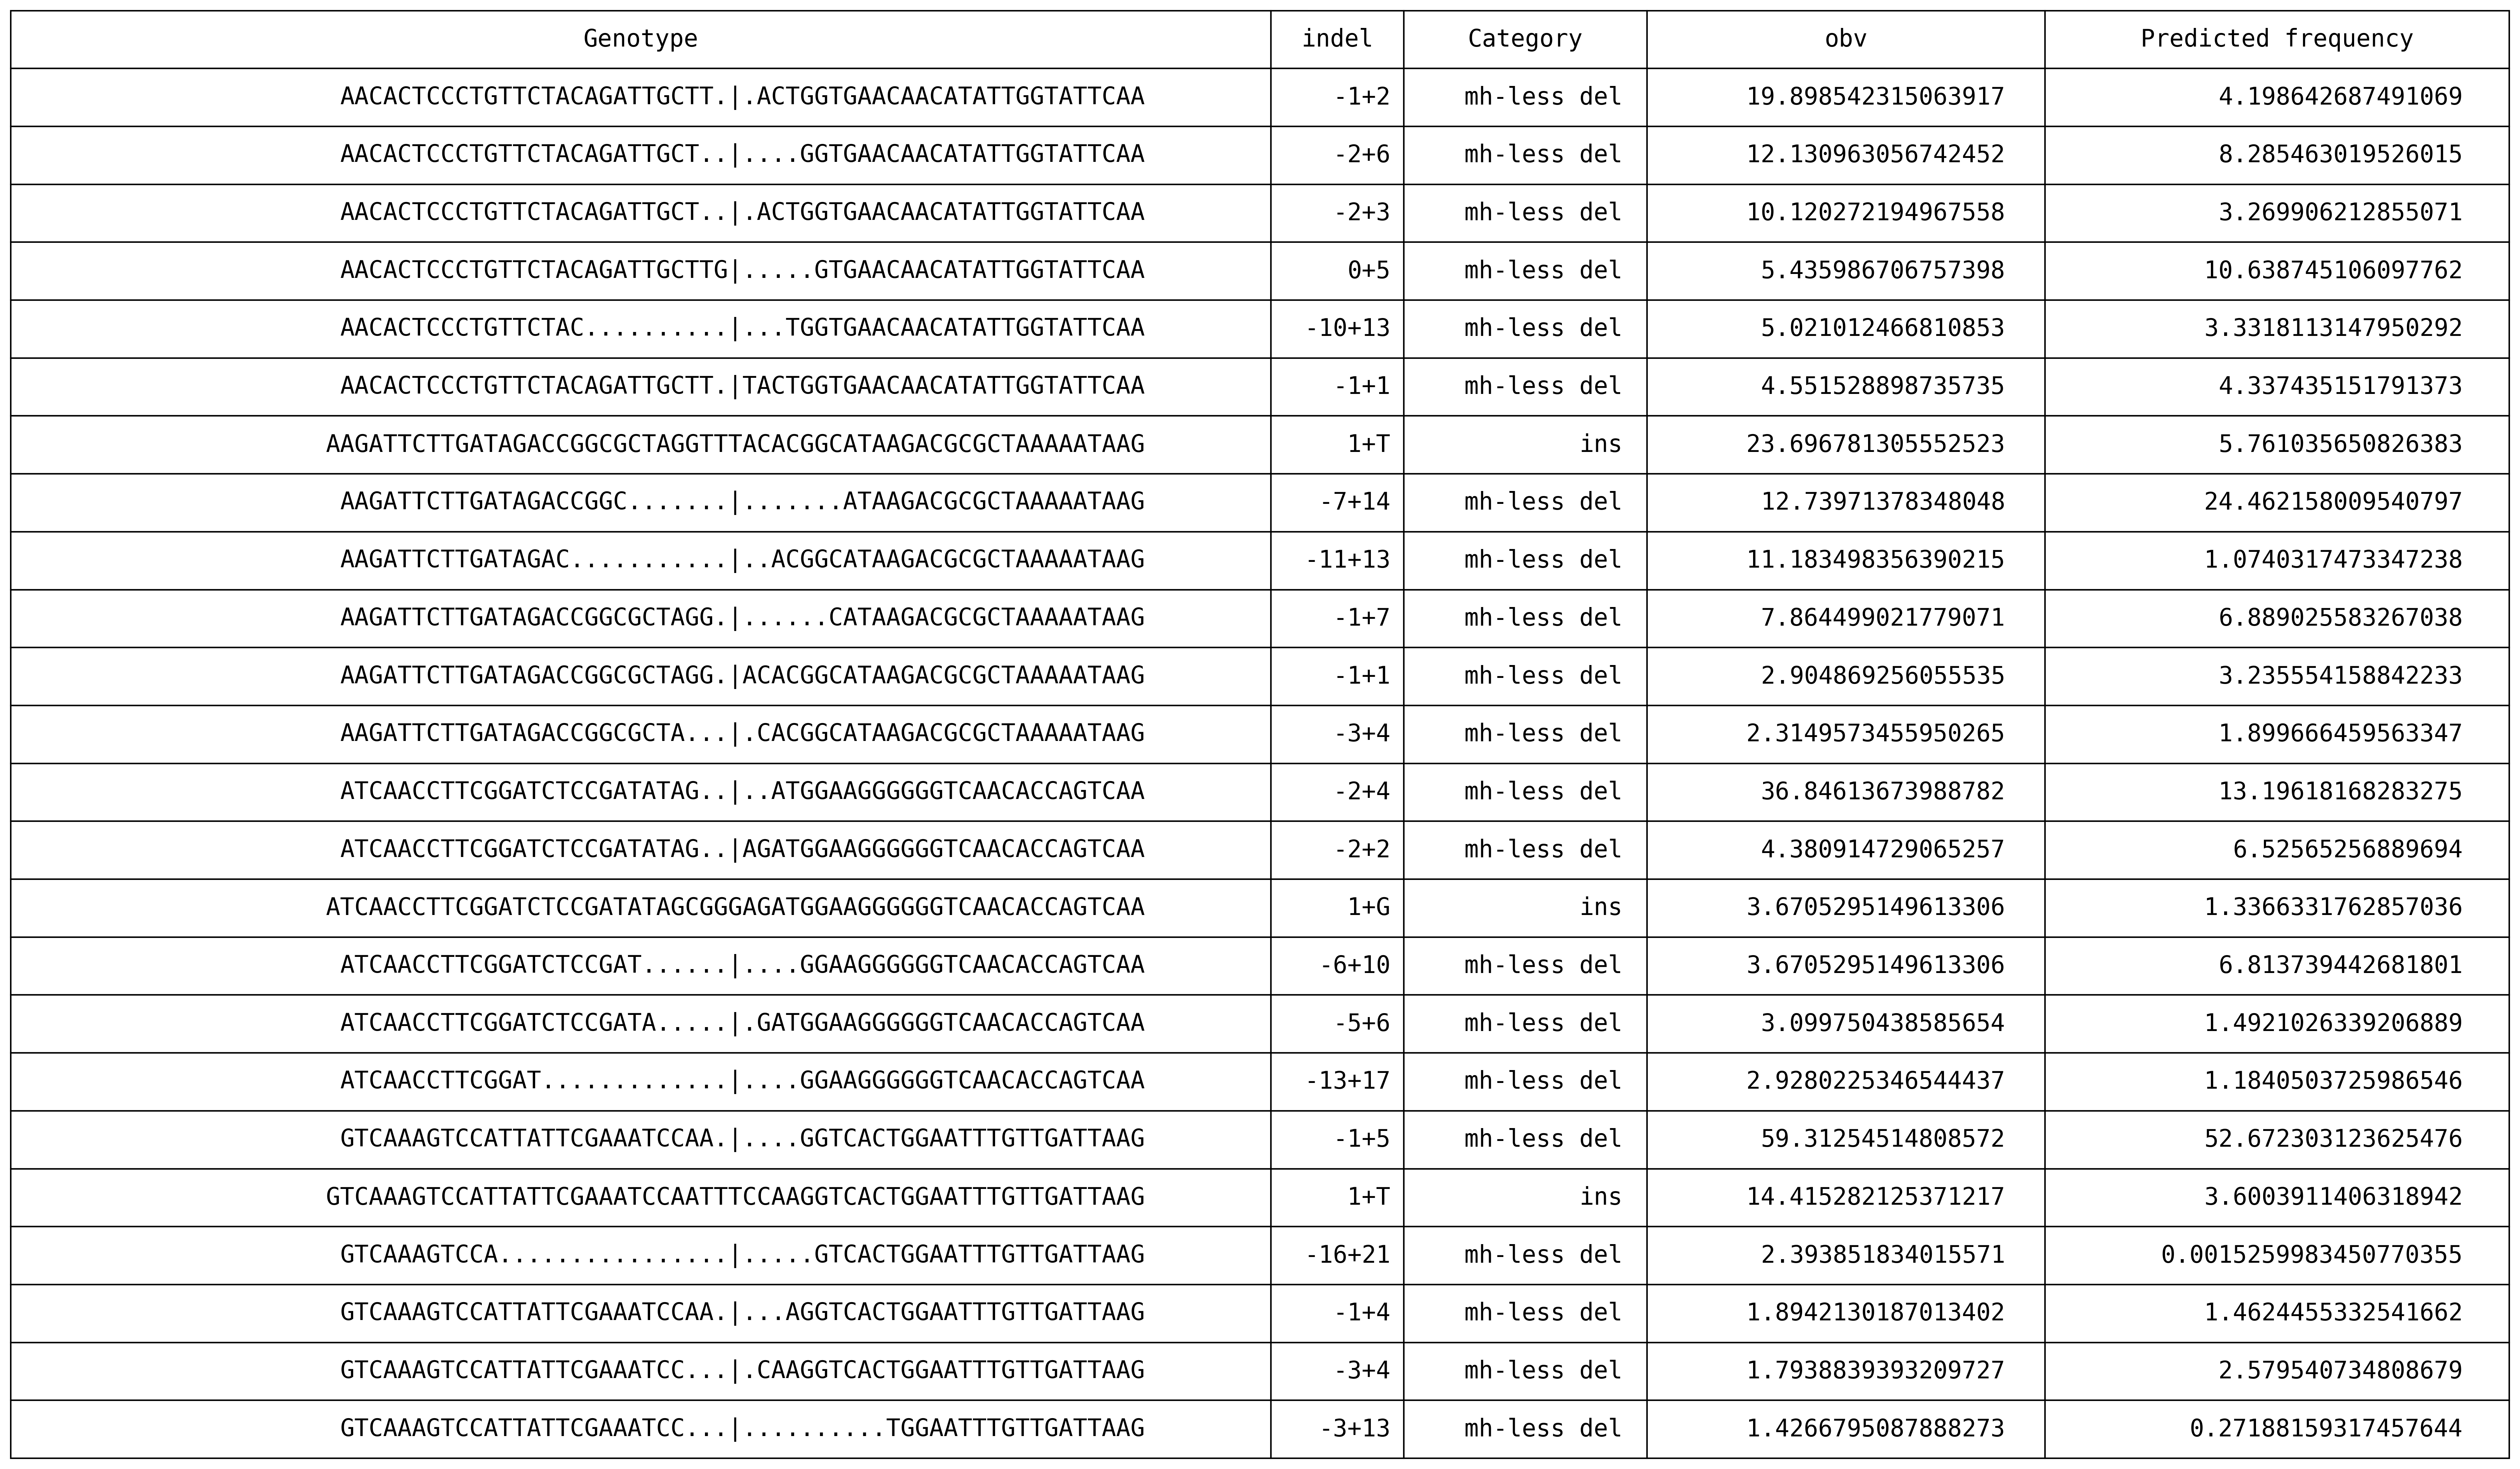 Genotype indel Category obv Predicted frequency
AACACTCCCTGTTCTACAGATTGCTT.|.ACTGGTGAACAACATATTGGTATTCAA -1+2 mh-less del 19.898542315063917 4.198642687491069
AACACTCCCTGTTCTACAGATTGCT..|....GGTGAACAACATATTGGTATTCAA -2+6 mh-less del 12.130963056742452 8.285463019526015
AACACTCCCTGTTCTACAGATTGCT..|.ACTGGTGAACAACATATTGGTATTCAA -2+3 mh-less del 10.120272194967558 3.269906212855071
AACACTCCCTGTTCTACAGATTGCTTG|.....GTGAACAACATATTGGTATTCAA 0+5 mh-less del 5.435986706757398 10.638745106097762
AACACTCCCTGTTCTAC..........|...TGGTGAACAACATATTGGTATTCAA -10+13 mh-less del 5.021012466810853 3.3318113147950292
AACACTCCCTGTTCTACAGATTGCTT.|TACTGGTGAACAACATATTGGTATTCAA -1+1 mh-less del 4.551528898735735 4.337435151791373
AAGATTCTTGATAGACCGGCGCTAGGTTTACACGGCATAAGACGCGCTAAAAATAAG 1+T ins 23.696781305552523 5.761035650826383
AAGATTCTTGATAGACCGGC.......|.......ATAAGACGCGCTAAAAATAAG -7+14 mh-less del 12.73971378348048 24.462158009540797
AAGATTCTTGATAGAC...........|..ACGGCATAAGACGCGCTAAAAATAAG -11+13 mh-less del 11.183498356390215 1.0740317473347238
AAGATTCTTGATAGACCGGCGCTAGG.|......CATAAGACGCGCTAAAAATAAG -1+7 mh-less del 7.864499021779071 6.889025583267038
AAGATTCTTGATAGACCGGCGCTAGG.|ACACGGCATAAGACGCGCTAAAAATAAG -1+1 mh-less del 2.904869256055535 3.235554158842233
AAGATTCTTGATAGACCGGCGCTA...|.CACGGCATAAGACGCGCTAAAAATAAG -3+4 mh-less del 2.3149573455950265 1.899666459563347
ATCAACCTTCGGATCTCCGATATAG..|..ATGGAAGGGGGGTCAACACCAGTCAA -2+4 mh-less del 36.84613673988782 13.19618168283275
ATCAACCTTCGGATCTCCGATATAG..|AGATGGAAGGGGGGTCAACACCAGTCAA -2+2 mh-less del 4.380914729065257 6.52565256889694
ATCAACCTTCGGATCTCCGATATAGCGGGAGATGGAAGGGGGGTCAACACCAGTCAA 1+G ins 3.6705295149613306 1.3366331762857036
ATCAACCTTCGGATCTCCGAT......|....GGAAGGGGGGTCAACACCAGTCAA -6+10 mh-less del 3.6705295149613306 6.813739442681801
ATCAACCTTCGGATCTCCGATA.....|.GATGGAAGGGGGGTCAACACCAGTCAA -5+6 mh-less del 3.099750438585654 1.4921026339206889
ATCAACCTTCGGAT.............|....GGAAGGGGGGTCAACACCAGTCAA -13+17 mh-less del 2.9280225346544437 1.1840503725986546
GTCAAAGTCCATTATTCGAAATCCAA.|....GGTCACTGGAATTTGTTGATTAAG -1+5 mh-less del 59.31254514808572 52.672303123625476
GTCAAAGTCCATTATTCGAAATCCAATTTCCAAGGTCACTGGAATTTGTTGATTAAG 1+T ins 14.415282125371217 3.6003911406318942
GTCAAAGTCCA................|.....GTCACTGGAATTTGTTGATTAAG -16+21 mh-less del 2.393851834015571 0.0015259983450770355
GTCAAAGTCCATTATTCGAAATCCAA.|...AGGTCACTGGAATTTGTTGATTAAG -1+4 mh-less del 1.8942130187013402 1.4624455332541662
GTCAAAGTCCATTATTCGAAATCC...|.CAAGGTCACTGGAATTTGTTGATTAAG -3+4 mh-less del 1.7938839393209727 2.579540734808679
GTCAAAGTCCATTATTCGAAATCC...|..........TGGAATTTGTTGATTAAG -3+13 mh-less del 1.4266795087888273 0.27188159317457644